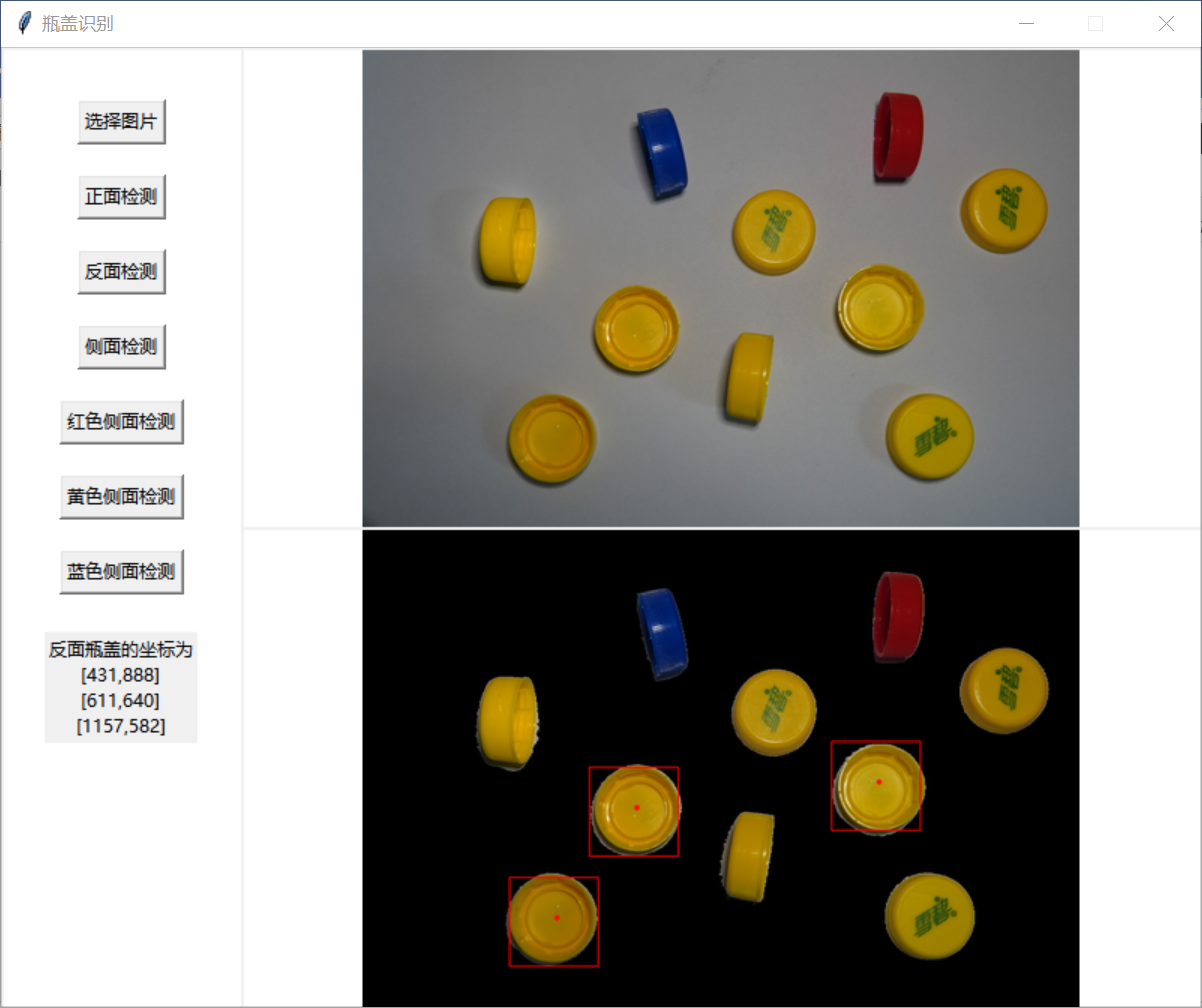 瓶盖识别
选择图片
正面检测
反面检测
侧面检测
红色侧面检测
黄色侧面检测
蓝色侧面检测
反面瓶盖的坐标为
[431,888]
[611,640]
[1157,582]